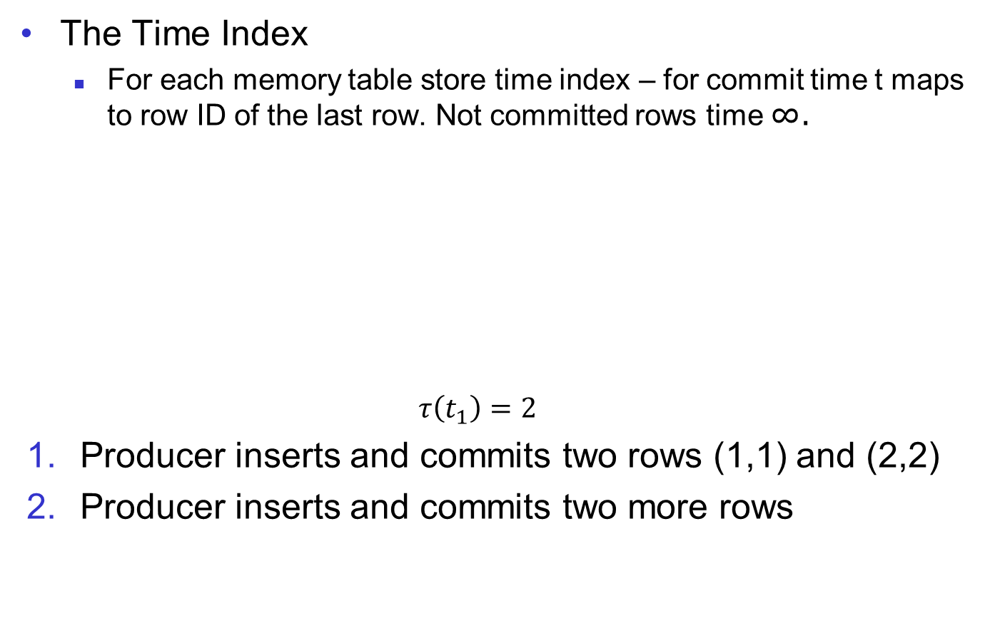 • The Time Index
▪ For each memory table store time index – for commit time t maps
to row ID of the last row. Not committed rows time ∞.
τ(t₁) = 2
1. Producer inserts and commits two rows (1,1) and (2,2)
2. Producer inserts and commits two more rows